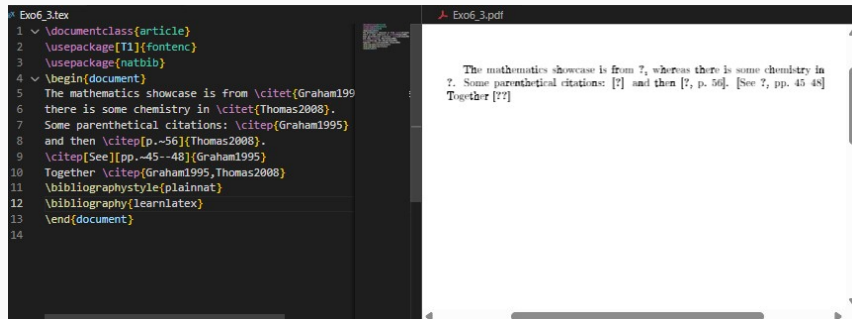 Exo6_3.tex
Exo6_3.pdf
1 \documentclass{article}
2 \usepackage[T1]{fontenc}
3 \usepackage{natbib}
4 \begin{document}
5 The mathematics showcase is from \citet{Graham199
6 there is some chemistry in \citet{Thomas2008}.
7 Some parenthetical citations: \citep{Graham1995}
8 and then \citep[p.~56]{Thomas2008}.
9 \citep[See][pp.~45--48]{Graham1995}
10 Together \citep{Graham1995,Thomas2008}
11 \bibliographystyle{plainnat}
12 \bibliography{learnlatex}
13 \end{document}
14
The mathematics showcase is from ?, whereas there is some chemistry in
?. Some parenthetical citations: [?] and then [?, p. 56]. [See ?, pp. 45 48]
Together [??]